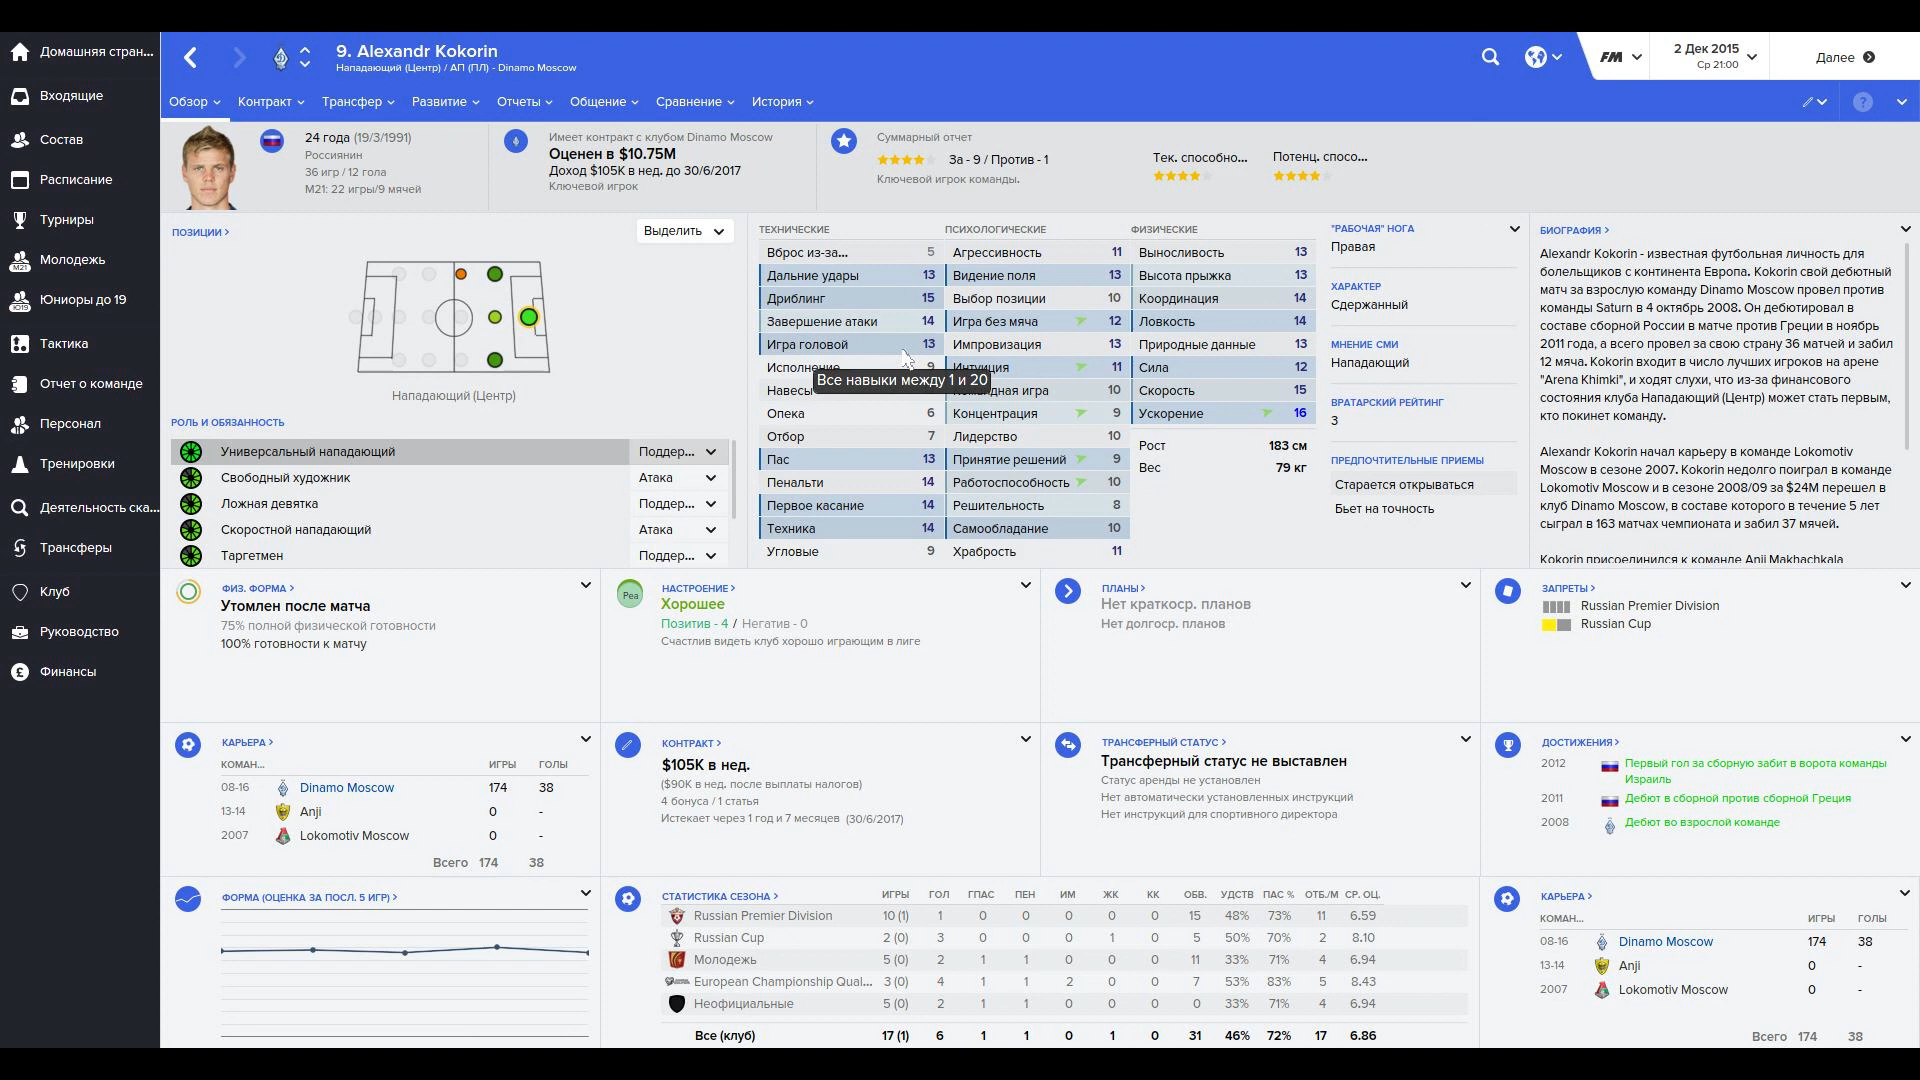 Домашняя стран...
Входящие
Состав
Расписание
Турниры
M21
Молодежь
Ю19
Юниоры до 19
Тактика
Отчет о команде
Персонал
Тренировки
Деятельность ска...
Трансферы
Клуб
Руководство
Финансы
9. Alexandr Kokorin
Нападающий (Центр) / АП (ПЛ) - Dinamo Moscow
FM
2 Дек 2015
Ср 21:00
Далее
Обзор Контракт Трансфер Развитие Отчеты Общение Сравнение История
?
24 года (19/3/1991)
Россиянин
36 игр / 12 гола
М21: 22 игры/9 мячей
Имеет контракт с клубом Dinamo Moscow
Оценен в $10.75M
Доход $105K в нед. до 30/6/2017
Ключевой игрок
Суммарный отчет
За - 9 / Против - 1
Ключевой игрок команды.
Тек. способно...
Потенц. спосо...
ПОЗИЦИИ >
Выделить
Нападающий (Центр)
РОЛЬ И ОБЯЗАННОСТЬ
Универсальный нападающий Поддер...
Свободный художник Атака
Ложная девятка Поддер...
Скоростной нападающий Атака
Таргетмен Поддер...
ТЕХНИЧЕСКИЕ
Вброс из-за... 5
Дальние удары 13
Дриблинг 15
Завершение атаки 14
Игра головой 13
Исполнение 9
Навесы
Опека 6
Отбор 7
Пас 13
Пенальти 14
Первое касание 14
Техника 14
Угловые 9
Все навыки между 1 и 20
ПСИХОЛОГИЧЕСКИЕ
Агрессивность 11
Видение поля 13
Выбор позиции 10
Игра без мяча 12
Импровизация 13
Интуиция 11
Командная игра 10
Концентрация 9
Лидерство 10
Принятие решений 9
Работоспособность 10
Решительность 8
Самообладание 10
Храбрость 11
ФИЗИЧЕСКИЕ
Выносливость 13
Высота прыжка 13
Координация 14
Ловкость 14
Природные данные 13
Сила 12
Скорость 15
Ускорение 16
Рост 183 см
Вес 79 кг
"РАБОЧАЯ" НОГА
Правая
ХАРАКТЕР
Сдержанный
МНЕНИЕ СМИ
Нападающий
ВРАТАРСКИЙ РЕЙТИНГ
3
ПРЕДПОЧТИТЕЛЬНЫЕ ПРИЕМЫ
Старается открываться
Бьет на точность
БИОГРАФИЯ >
Alexandr Kokorin - известная футбольная личность для
болельщиков с континента Европа. Kokorin свой дебютный
матч за взрослую команду Dinamo Moscow провел против
команды Saturn в 4 октябрь 2008. Он дебютировал в
составе сборной России в матче против Греции в ноябрь
2011 года, а всего провел за свою страну 36 матчей и забил
12 мяча. Kokorin входит в число лучших игроков на арене
"Arena Khimki", и ходят слухи, что из-за финансового
состояния клуба Нападающий (Центр) может стать первым,
кто покинет команду.
Alexandr Kokorin начал карьеру в команде Lokomotiv
Moscow в сезоне 2007. Kokorin недолго поиграл в команде
Lokomotiv Moscow и в сезоне 2008/09 за $24M перешел в
клуб Dinamo Moscow, в составе которого в течение 5 лет
сыграл в 163 матчах чемпионата и забил 37 мячей.
Kokorin присоединился к команде Anji Makhachkala
ФИЗ. ФОРМА >
Утомлен после матча
75% полной физической готовности
100% готовности к матчу
Pea
НАСТРОЕНИЕ >
Хорошее
Позитив - 4 / Негатив - 0
Счастлив видеть клуб хорошо играющим в лиге
ПЛАНЫ >
Нет краткоср. планов
Нет долгоср. планов
ЗАПРЕТЫ >
Russian Premier Division
Russian Cup
КАРЬЕРА >
КОМАН... ИГРЫ ГОЛЫ
08-16 Dinamo Moscow 174 38
13-14 Anji 0 -
2007 Lokomotiv Moscow 0 -
Всего 174 38
КОНТРАКТ >
$105K в нед.
($90K в нед. после выплаты налогов)
4 бонуса / 1 статья
Истекает через 1 год и 7 месяцев (30/6/2017)
ТРАНСФЕРНЫЙ СТАТУС >
Трансферный статус не выставлен
Статус аренды не установлен
Нет автоматически установленных инструкций
Нет инструкций для спортивного директора
ДОСТИЖЕНИЯ >
2012 Первый гол за сборную забит в ворота команды
Израиль
2011 Дебют в сборной против сборной Греция
2008 Дебют во взрослой команде
ФОРМА (ОЦЕНКА ЗА ПОСЛ. 5 ИГР) >
СТАТИСТИКА СЕЗОНА > ИГРЫ ГОЛ ГПАС ПЕН ИМ ЖК КК ОБВ. УДСТВ ПАС % ОТБ./М СР. ОЦ.
Russian Premier Division 10 (1) 1 0 0 0 0 0 15 48% 73% 11 6.59
Russian Cup 2 (0) 3 0 0 0 1 0 5 50% 70% 2 8.10
Молодежь 5 (0) 2 1 1 0 0 0 11 33% 71% 4 6.94
European Championship Qual... 3 (0) 4 1 1 2 0 0 7 53% 83% 5 8.43
Неофициальные 5 (0) 2 1 1 0 0 0 0 33% 71% 4 6.94
Все (клуб) 17 (1) 6 1 1 0 1 0 31 46% 72% 17 6.86
КАРЬЕРА >
КОМАН... ИГРЫ ГОЛЫ
08-16 Dinamo Moscow 174 38
13-14 Anji 0 -
2007 Lokomotiv Moscow 0 -
Всего 174 38